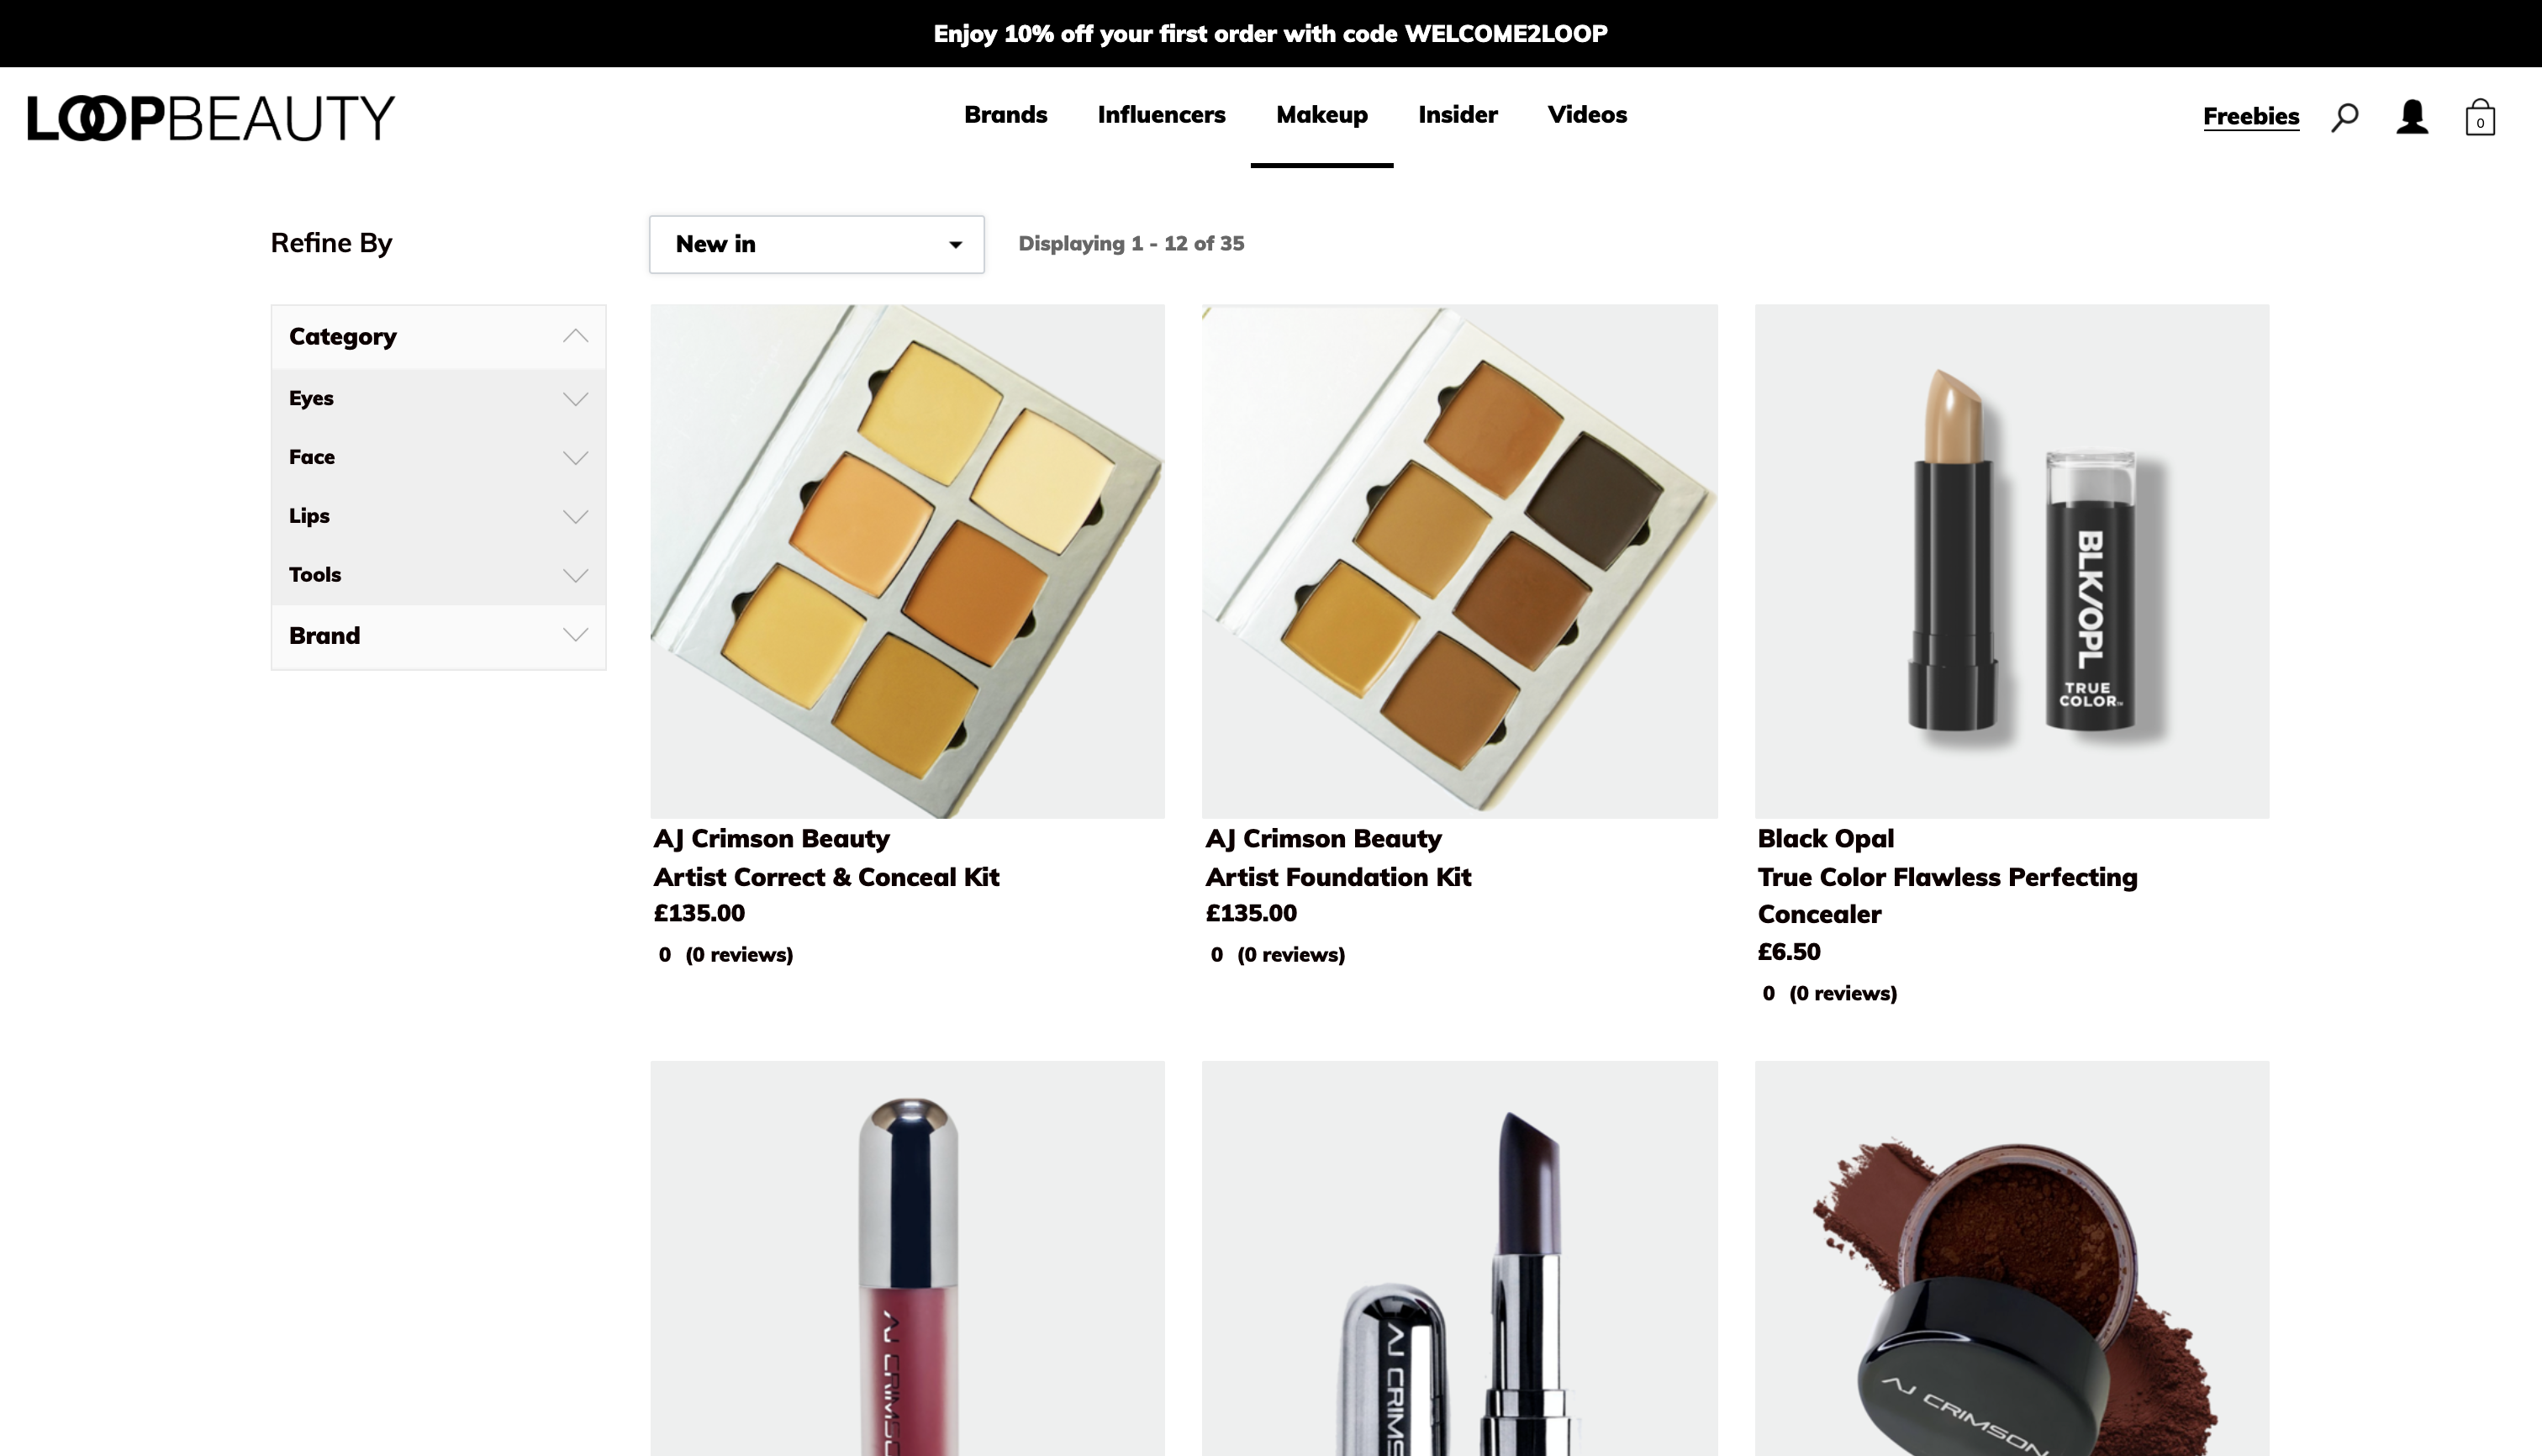 Enjoy 10% off your first order with code WELCOME2LOOP
LOOPBEAUTY
Brands
Influencers
Makeup
Insider
Videos
Freebies
0
Refine By
New in
Displaying 1 - 12 of 35
Category
Eyes
Face
Lips
Tools
Brand
BLK/OPL
TRUE
COLOR
AJ Crimson Beauty
Artist Correct & Conceal Kit
£135.00
0 (0 reviews)
AJ Crimson Beauty
Artist Foundation Kit
£135.00
0 (0 reviews)
Black Opal
True Color Flawless Perfecting
Concealer
£6.50
0 (0 reviews)
AJ CRIMSO
AJ CRIMS
AJ CRIMSON